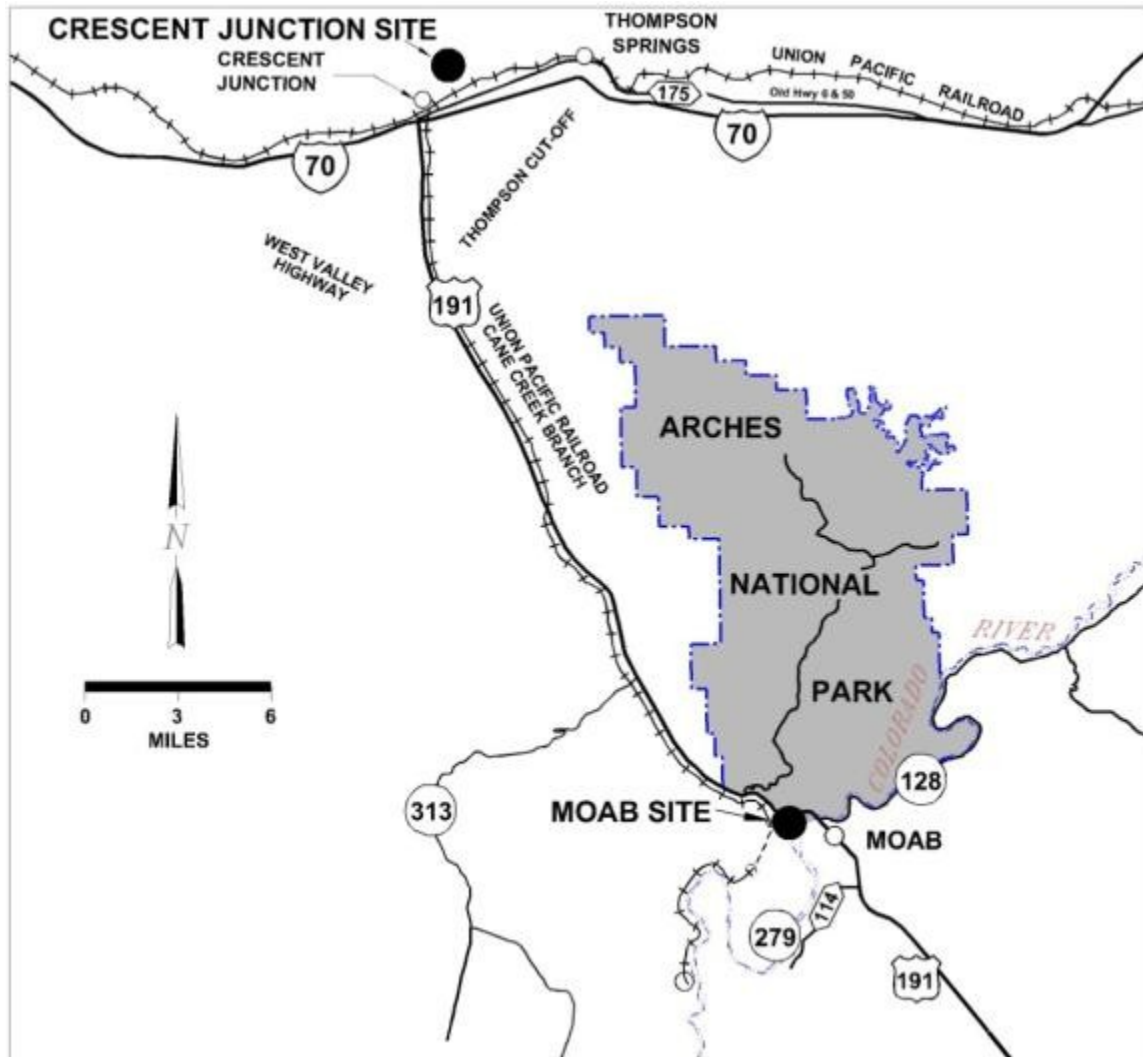 CRESCENT JUNCTION SITE
THOMPSON
SPRINGS
CRESCENT
JUNCTION
UNION PACIFIC RAILROAD
175
Old Hwy 6 & 50
70
70
THOMPSON CUT-OFF
WEST VALLEY
HIGHWAY
191
UNION PACIFIC RAILROAD
CANE CREEK BRANCH
ARCHES
N
NATIONAL
RIVER
PARK
COLORADO
0 3 6
MILES
128
313
MOAB SITE
MOAB
114
279
191